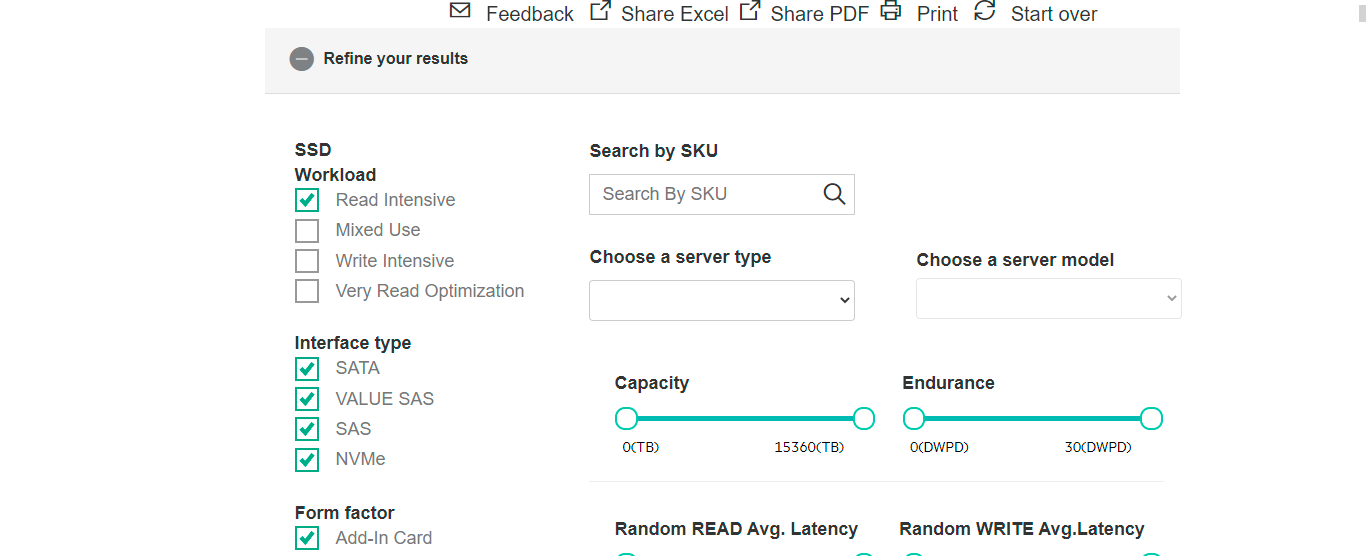 Feedback Share Excel Share PDF Print Start over
Refine your results
SSD
Workload
Read Intensive
Mixed Use
Write Intensive
Very Read Optimization
Interface type
SATA
VALUE SAS
SAS
NVMe
Form factor
Add-In Card
Search by SKU
Search By SKU
Choose a server type
Choose a server model
Capacity
0(TB) 15360(TB)
Endurance
0(DWPD) 30(DWPD)
Random READ Avg. Latency
Random WRITE Avg.Latency